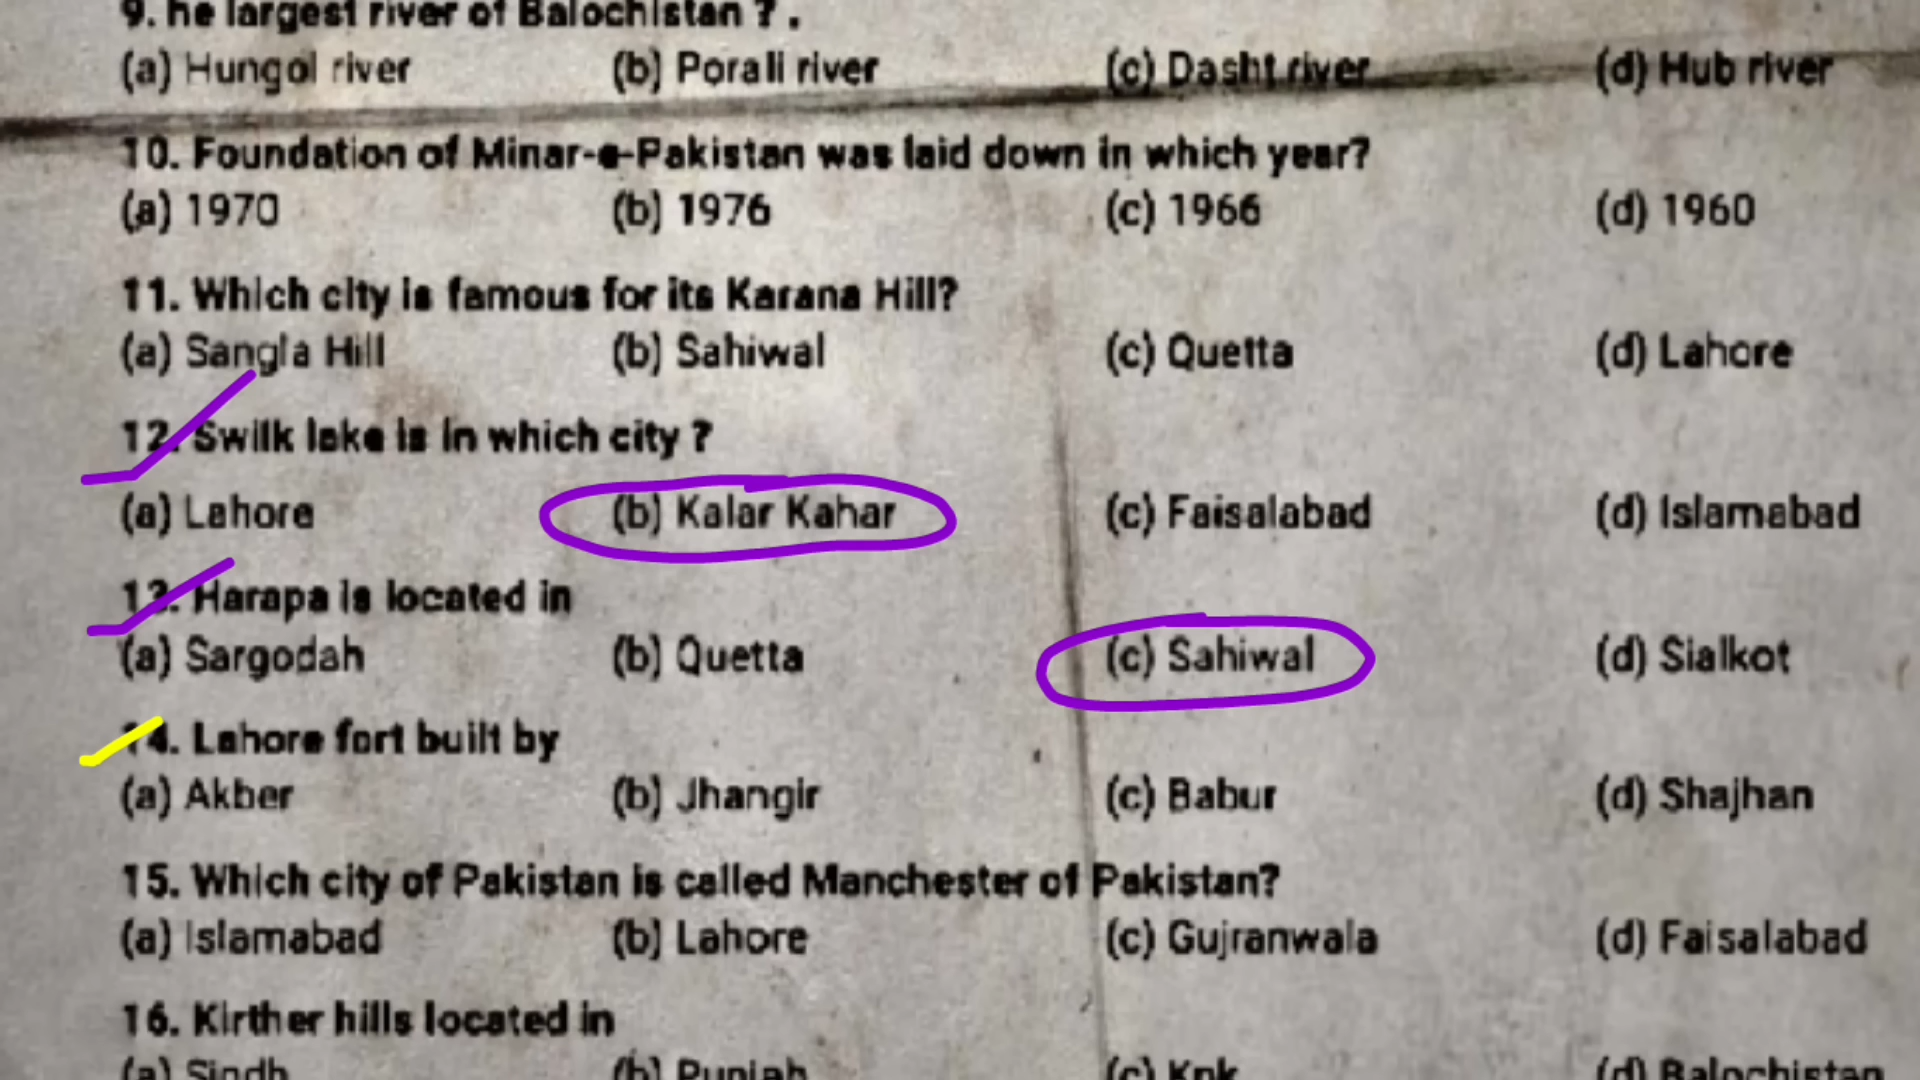 9. he largest river of Balochistan ? .
(a) Hungol river (b) Porali river (c) Dasht river (d) Hub river
10. Foundation of Minar-e-Pakistan was laid down in which year?
(a) 1970 (b) 1976 (c) 1966 (d) 1960
11. Which city is famous for its Karana Hill?
(a) Sangla Hill (b) Sahiwal (c) Quetta (d) Lahore
12. Swilk lake is in which city ?
(a) Lahore (b) Kalar Kahar (c) Faisalabad (d) Islamabad
13. Harapa is located in
(a) Sargodah (b) Quetta (c) Sahiwal (d) Sialkot
14. Lahore fort built by
(a) Akber (b) Jhangir (c) Babur (d) Shajhan
15. Which city of Pakistan is called Manchester of Pakistan?
(a) Islamabad (b) Lahore (c) Gujranwala (d) Faisalabad
16. Kirther hills located in
(a) Sindh (b) Punjab (c) Kpk (d) Balochistan